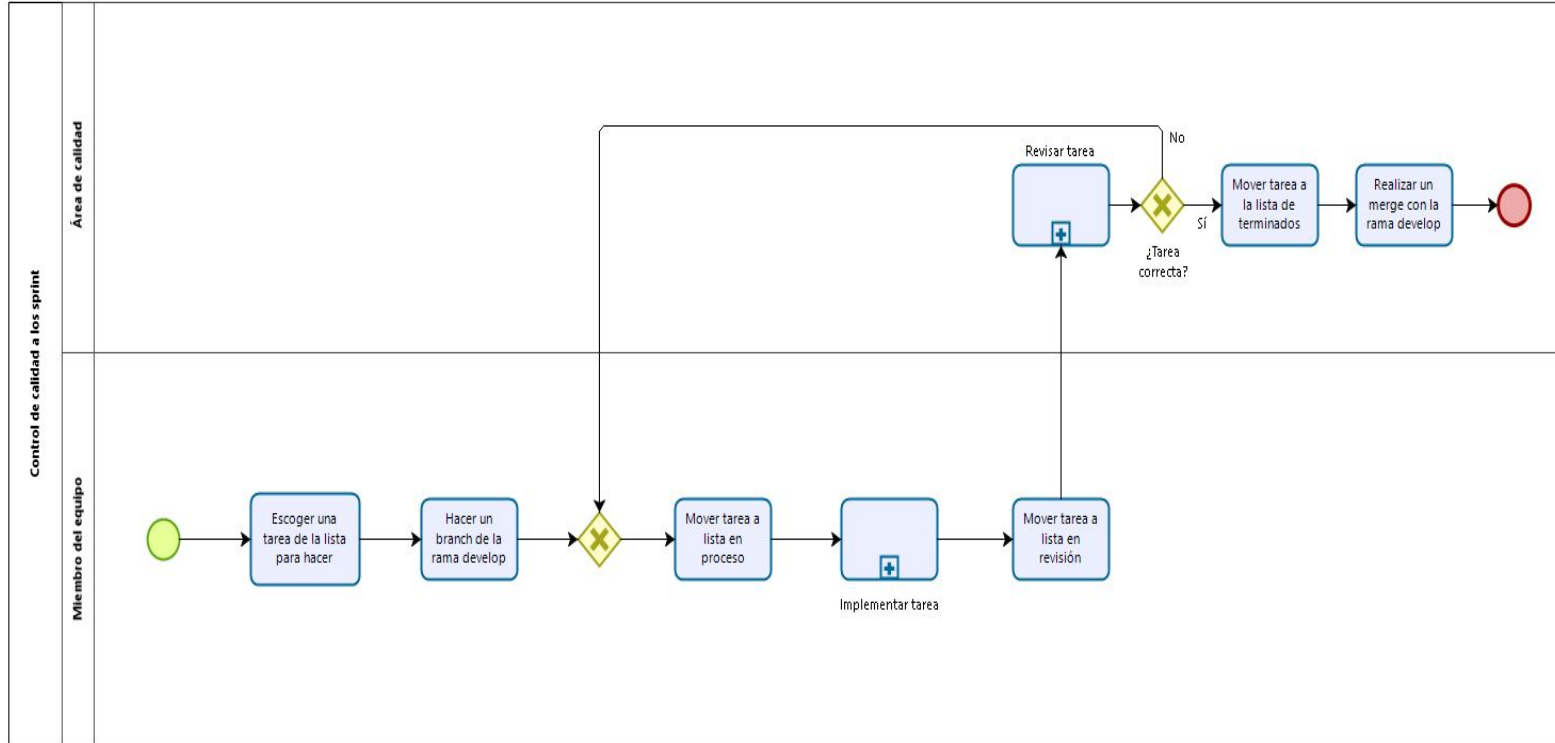 Control de calidad a los sprint
Área de calidad
Revisar tarea
No
¿Tarea
correcta?
Sí
Mover tarea a
la lista de
terminados
Realizar un
merge con la
rama develop
Miembro del equipo
Escoger una
tarea de la lista
para hacer
Hacer un
branch de la
rama develop
Mover tarea a
lista en
proceso
Implementar tarea
Mover tarea a
lista en
revisión